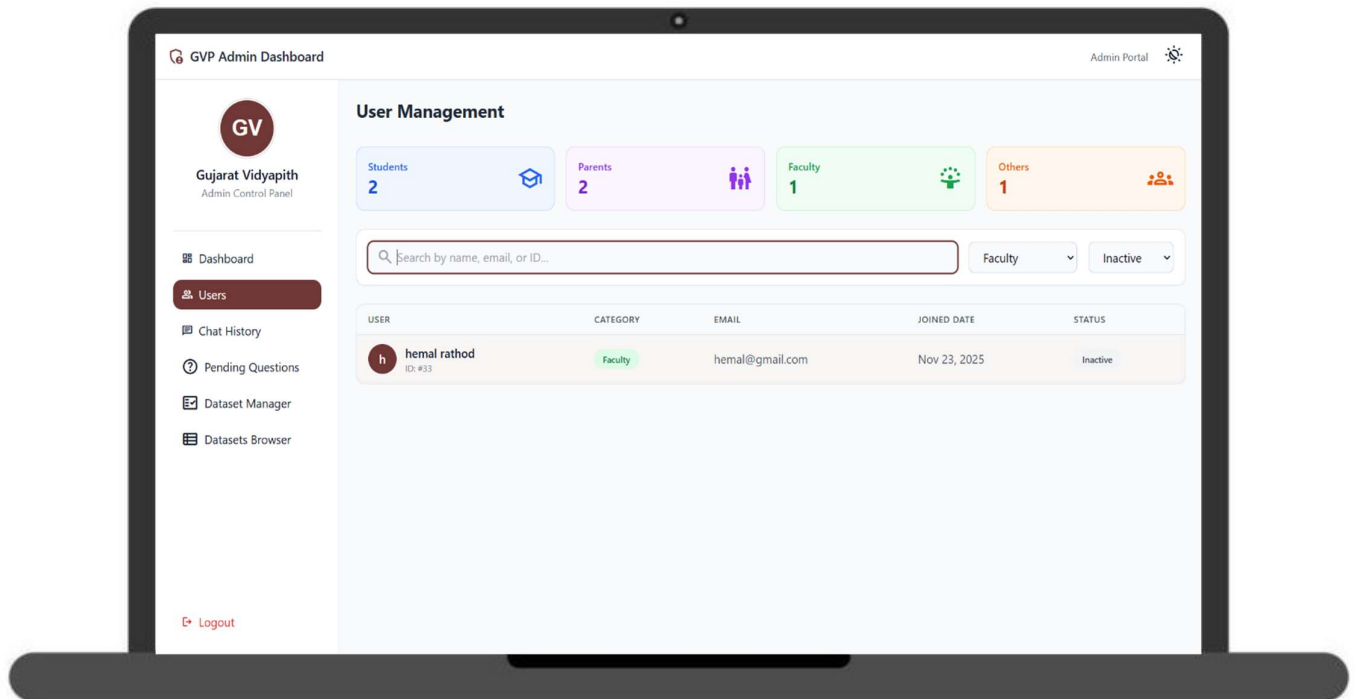 GVP Admin Dashboard
Admin Portal
GV
Gujarat Vidyapith
Admin Control Panel
Dashboard
Users
Chat History
Pending Questions
Dataset Manager
Datasets Browser
Logout
User Management
Students
2
Parents
2
Faculty
1
Others
1
Search by name, email, or ID...
Faculty
Inactive
USER CATEGORY EMAIL JOINED DATE STATUS
h
hemal rathod
ID: #33
Faculty
hemal@gmail.com
Nov 23, 2025
Inactive